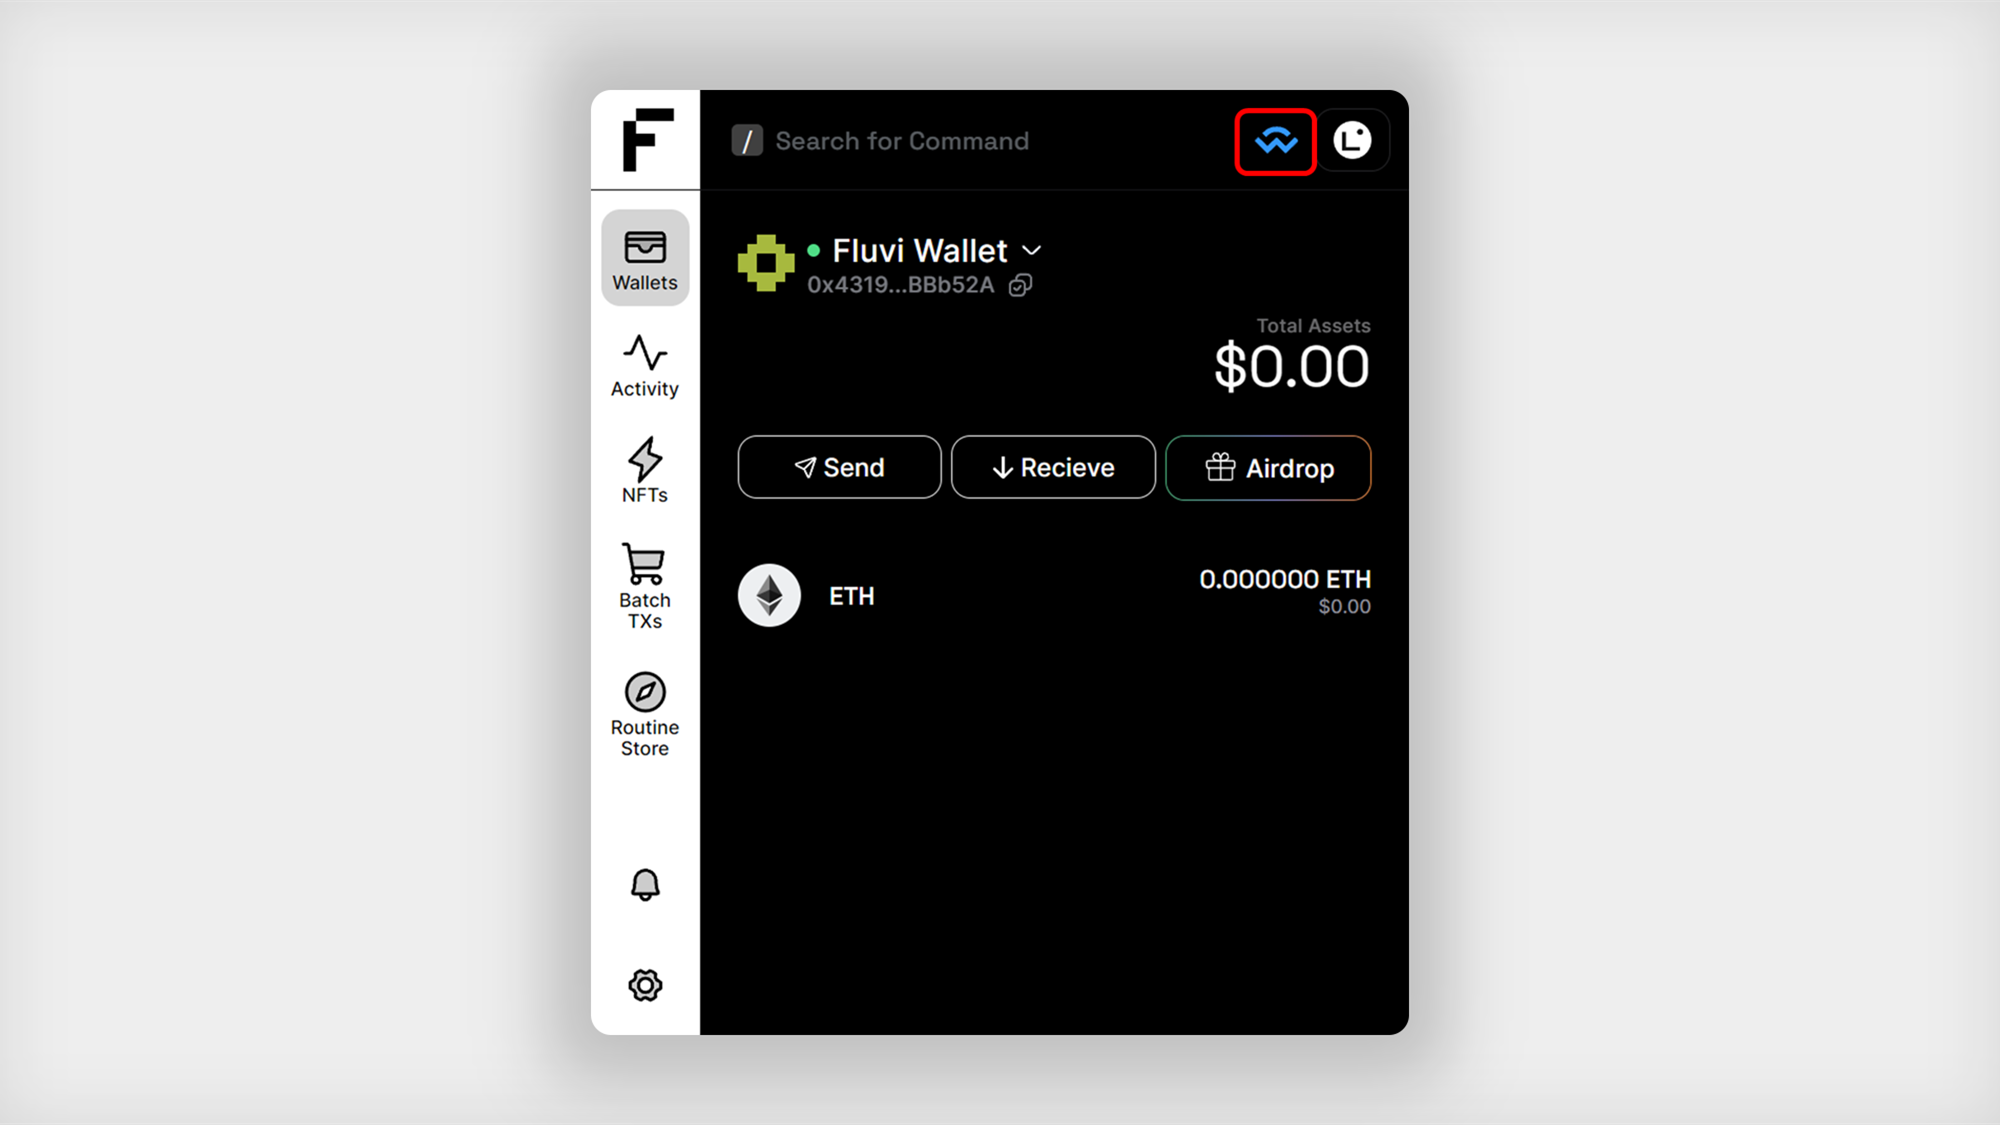 F
/ Search for Command
L
Wallets
Activity
NFTs
Batch
TXs
Routine
Store
Fluvi Wallet
0x4319...BBb52A
Total Assets
$0.00
Send
Recieve
Airdrop
ETH
0.000000 ETH
$0.00